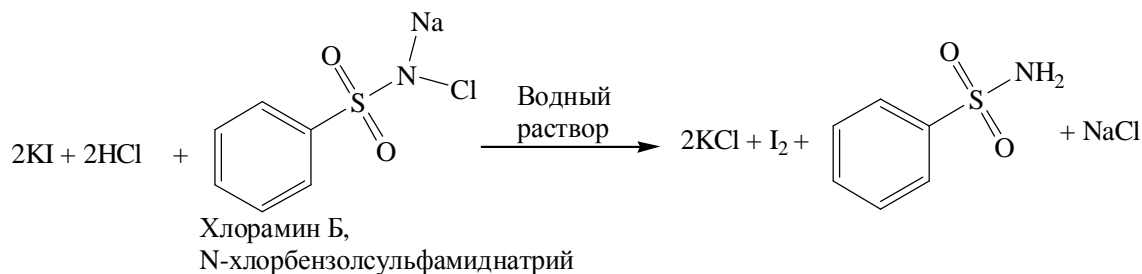 Na
O
N
Cl
S
O
2KI + 2HCl +
Водный
раствор
2KCl + I₂ +
O
NH₂
S
O
+ NaCl
Хлорамин Б,
N-хлорбензолсульфамиднатрий